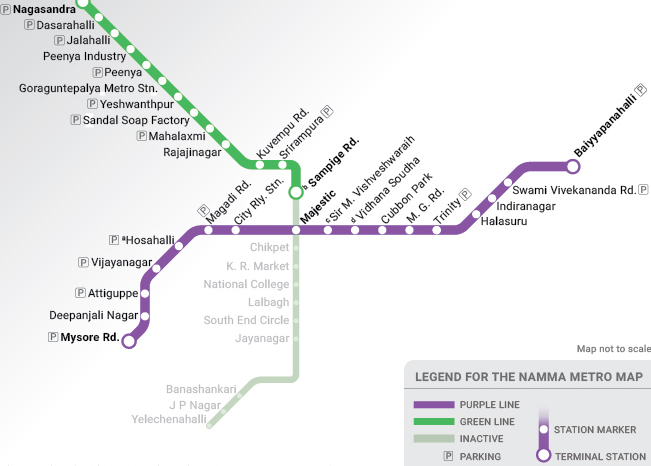 P Nagasandra
P Dasarahalli
P Jalahalli
Peenya Industry
P Peenya
Goraguntepalya Metro Stn.
P Yeshwanthpur
P Sandal Soap Factory
P Mahalaxmi
Rajajinagar
Kuvempu Rd.
Srirampura P
b Sampige Rd.
Majestic
P Magadi Rd.
City Rly. Stn.
c Sir M. Vishveshwaraih
d Vidhana Soudha
Cubbon Park
M. G. Rd.
Trinity P
Halasuru
Indiranagar
Swami Vivekananda Rd. P
Baiyyapanahalli P
P a Hosahalli
P Vijayanagar
P Attiguppe
Deepanjali Nagar
P Mysore Rd.
Chikpet
K. R. Market
National College
Lalbagh
South End Circle
Jayanagar
Banashankari
J P Nagar
Yelechenahalli
Map not to scale
LEGEND FOR THE NAMMA METRO MAP
PURPLE LINE
GREEN LINE
INACTIVE
P PARKING
STATION MARKER
TERMINAL STATION